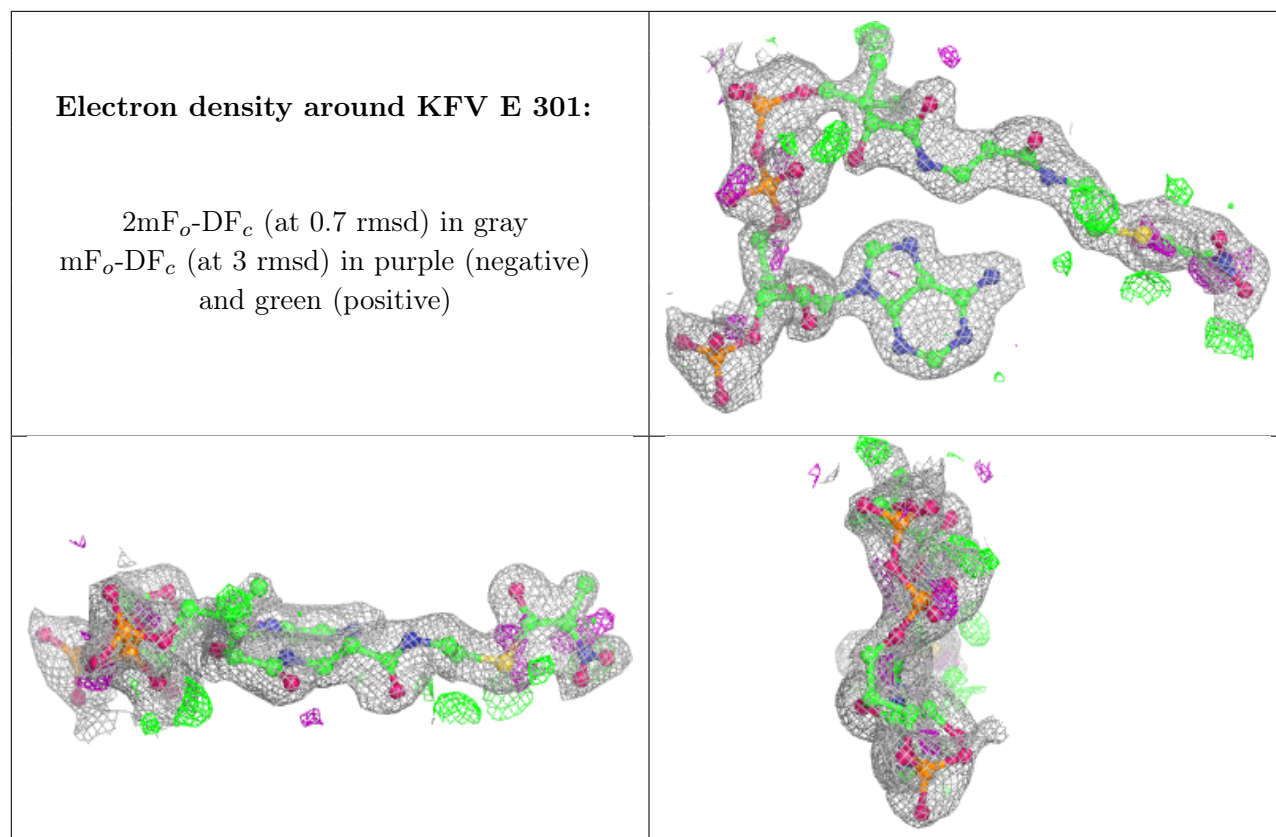 Electron density around KFV E 301:
2mFₒ-DF𝑐 (at 0.7 rmsd) in gray
mFₒ-DF𝑐 (at 3 rmsd) in purple (negative)
and green (positive)